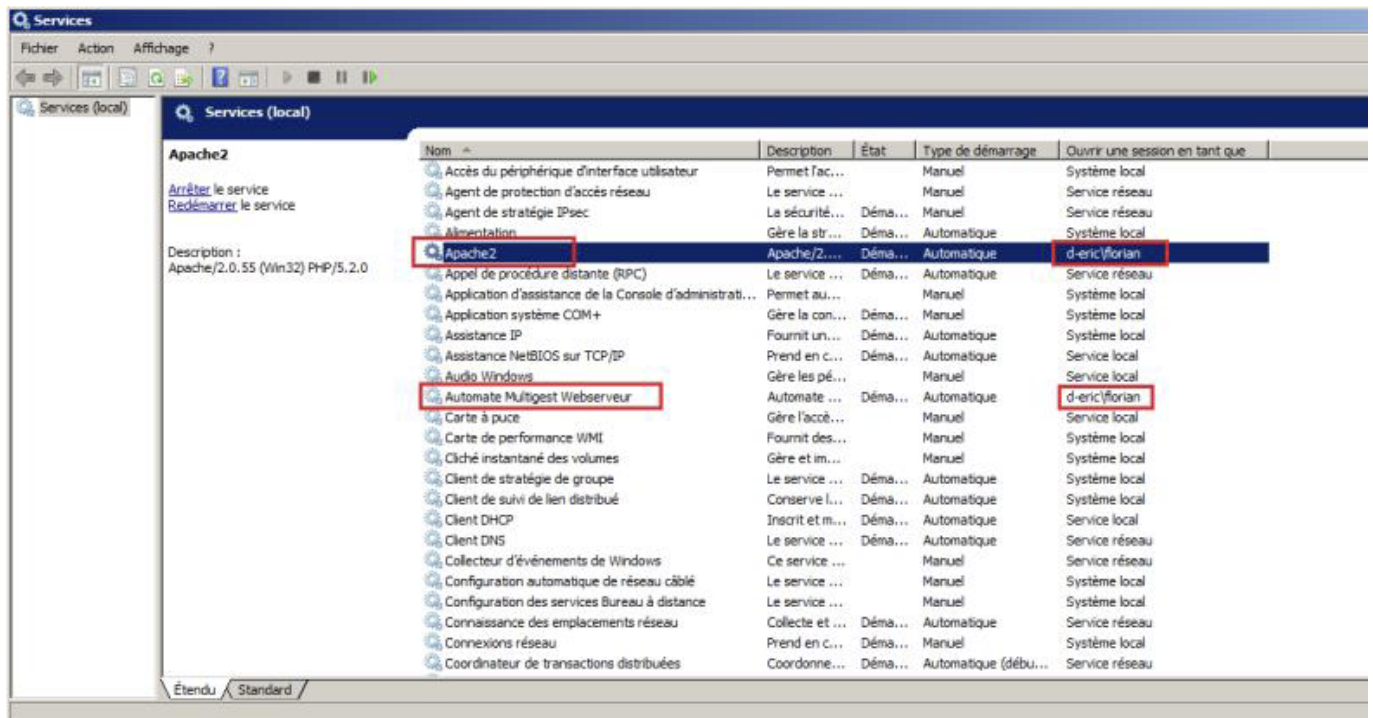 Services
Fichier Action Affichage ?
Services (local)
Services (local)
Apache2
Arrêter le service
Redémarrer le service
Description :
Apache/2.0.55 (Win32) PHP/5.2.0
Nom Description État Type de démarrage Ouvrir une session en tant que
Accès du périphérique d'interface utilisateur Permet l'ac... Manuel Système local
Agent de protection d'accès réseau Le service ... Manuel Service réseau
Agent de stratégie IPsec La sécurité... Déma... Manuel Service réseau
Alimentation Gère la str... Déma... Automatique Système local
Apache2 Apache/2.... Déma... Automatique d-eric\florian
Appel de procédure distante (RPC) Le service ... Déma... Automatique Service réseau
Application d'assistance de la Console d'administrati... Permet au... Manuel Système local
Application système COM+ Gère la con... Déma... Manuel Système local
Assistance IP Fournit un... Déma... Automatique Système local
Assistance NetBIOS sur TCP/IP Prend en c... Déma... Automatique Service local
Audio Windows Gère les pé... Manuel Service local
Automate Multigest Webserveur Automate ... Déma... Automatique d-eric\florian
Carte à puce Gère l'accè... Manuel Service local
Carte de performance WMI Fournit des... Manuel Système local
Cliché instantané des volumes Gère et im... Manuel Système local
Client de stratégie de groupe Le service ... Déma... Automatique Système local
Client de suivi de lien distribué Conserve l... Déma... Automatique Système local
Client DHCP Inscrit et m... Déma... Automatique Service local
Client DNS Le service ... Déma... Automatique Service réseau
Collecteur d'événements de Windows Ce service ... Manuel Service réseau
Configuration automatique de réseau câblé Le service ... Manuel Système local
Configuration des services Bureau à distance Le service ... Manuel Système local
Connaissance des emplacements réseau Collecte et ... Déma... Automatique Service réseau
Connexions réseau Prend en c... Déma... Manuel Système local
Coordinateur de transactions distribuées Coordonne... Déma... Automatique (débu... Service réseau
Étendu Standard